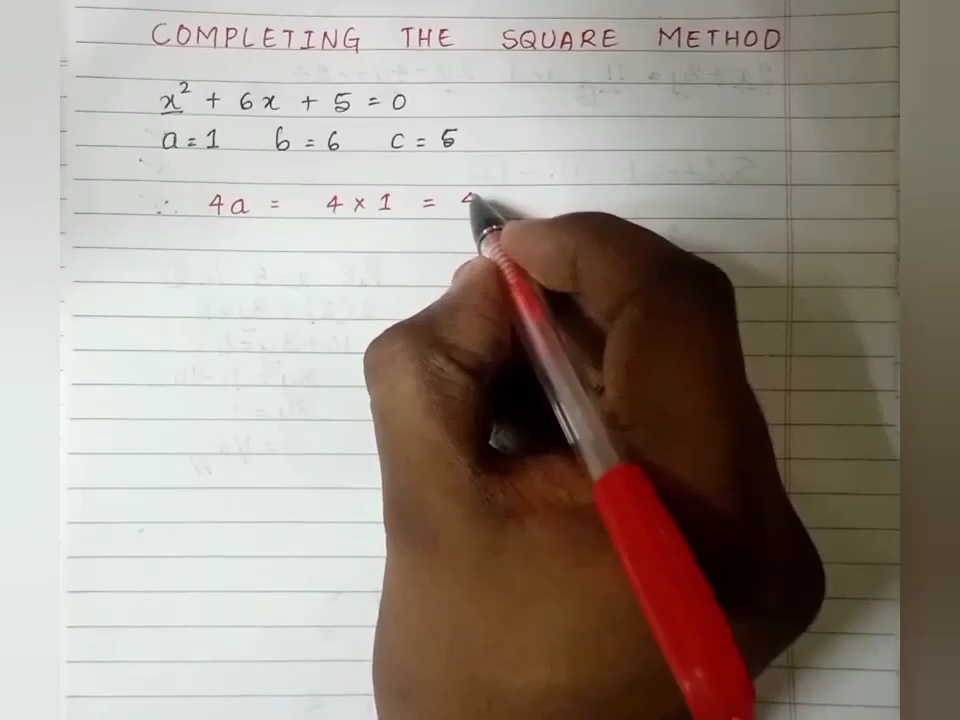 COMPLETING THE SQUARE METHOD
x² + 6x + 5 = 0
a = 1 b = 6 c = 5
∴ 4a = 4 × 1 = 4